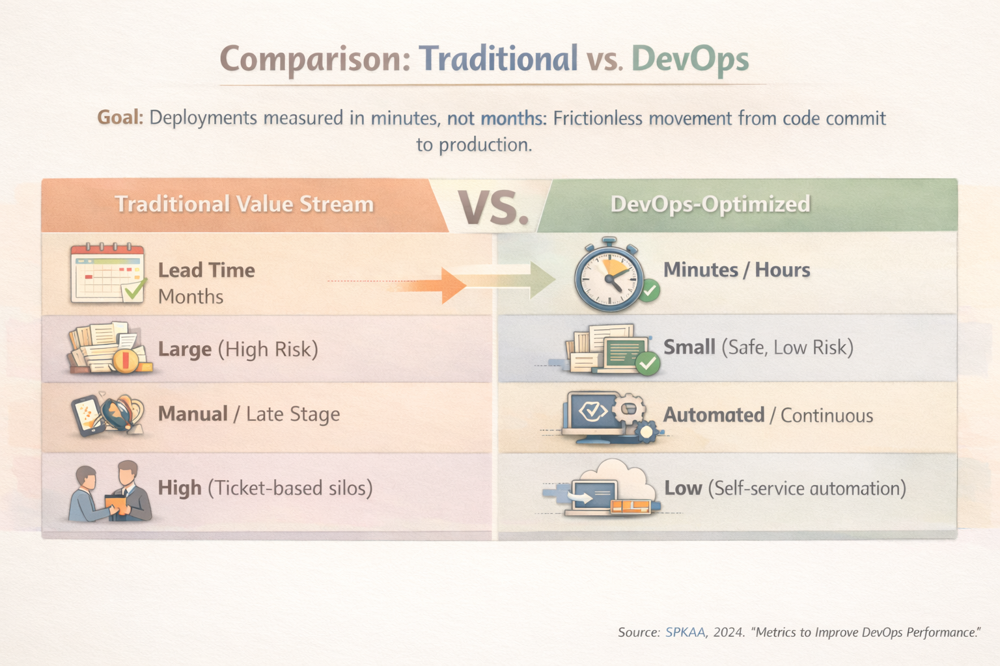 Comparison: Traditional vs. DevOps
Goal: Deployments measured in minutes, not months: Frictionless movement from code commit
to production.
Traditional Value Stream
VS.
DevOps-Optimized
Lead Time
Months
Minutes / Hours
Large (High Risk)
Small (Safe, Low Risk)
Manual / Late Stage
Automated / Continuous
High (Ticket-based silos)
Low (Self-service automation)
Source: SPKAA, 2024. “Metrics to Improve DevOps Performance.”